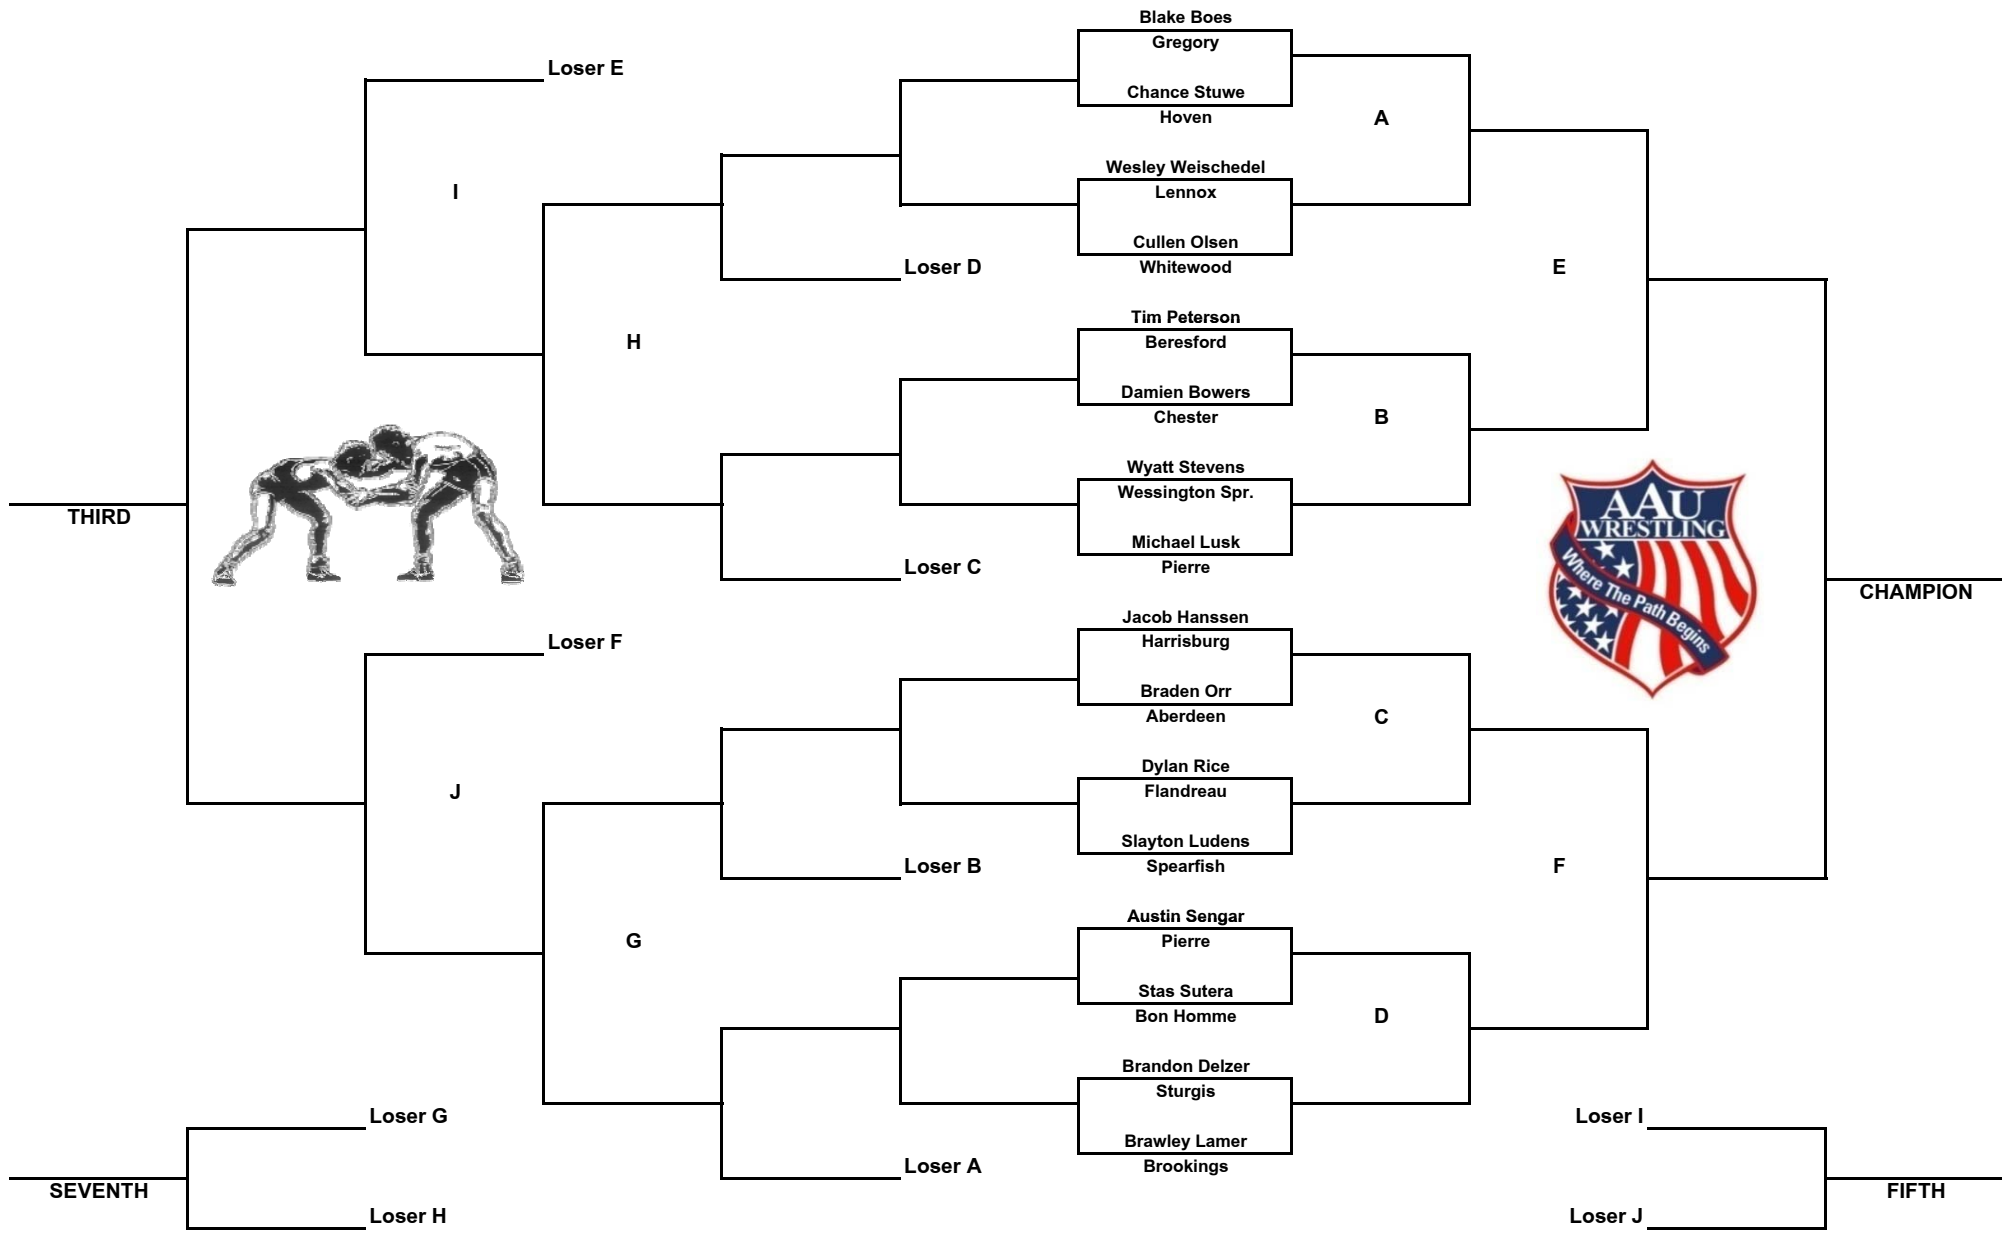 Blake Boes
Gregory
Loser E
Chance Stuwe
Hoven
A
Wesley Weischedel
Lennox
I
Cullen Olsen
Whitewood
Loser D
E
Tim Peterson
Beresford
H
Damien Bowers
Chester
B
Wyatt Stevens
Wessington Spr.
THIRD
Michael Lusk
Pierre
Loser C
AAU
WRESTLING
Where The Path Begins
CHAMPION
Jacob Hanssen
Harrisburg
Loser F
Braden Orr
Aberdeen
C
Dylan Rice
Flandreau
J
Slayton Ludens
Spearfish
Loser B
F
Austin Sengar
Pierre
G
Stas Sutera
Bon Homme
D
Brandon Delzer
Sturgis
Loser G
Loser I
Brawley Lamer
Brookings
Loser A
SEVENTH
FIFTH
Loser H
Loser J